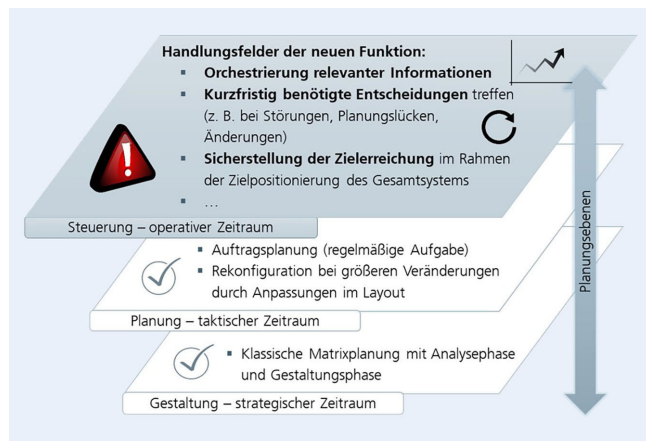 Handlungsfelder der neuen Funktion:
▪ Orchestrierung relevanter Informationen
▪ Kurzfristig benötigte Entscheidungen treffen
(z. B. bei Störungen, Planungslücken,
Änderungen)
▪ Sicherstellung der Zielerreichung im Rahmen
der Zielpositionierung des Gesamtsystems
▪ …
Steuerung – operativer Zeitraum
▪ Auftragsplanung (regelmäßige Aufgabe)
▪ Rekonfiguration bei größeren Veränderungen
durch Anpassungen im Layout
Planung – taktischer Zeitraum
▪ Klassische Matrixplanung mit Analysephase
und Gestaltungsphase
Gestaltung – strategischer Zeitraum
Planungsebenen